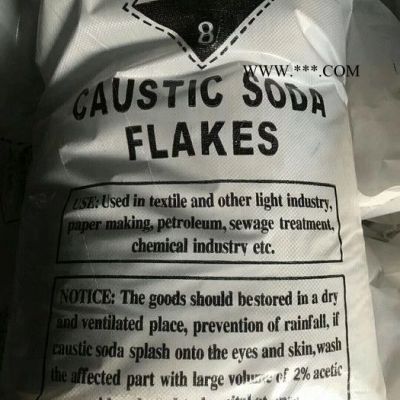 8
WWW.***.COM
CAUSTIC SODA
FLAKES
USE: Used in textile and other light industry,
paper making, petroleum, sewage treatment,
chemical industry etc.
NOTICE: The goods should bestored in a dry
and ventilated place, prevention of rainfall, if
caustic soda splash onto the eyes and skin, wash
the affected part with large volume of 2% acetic